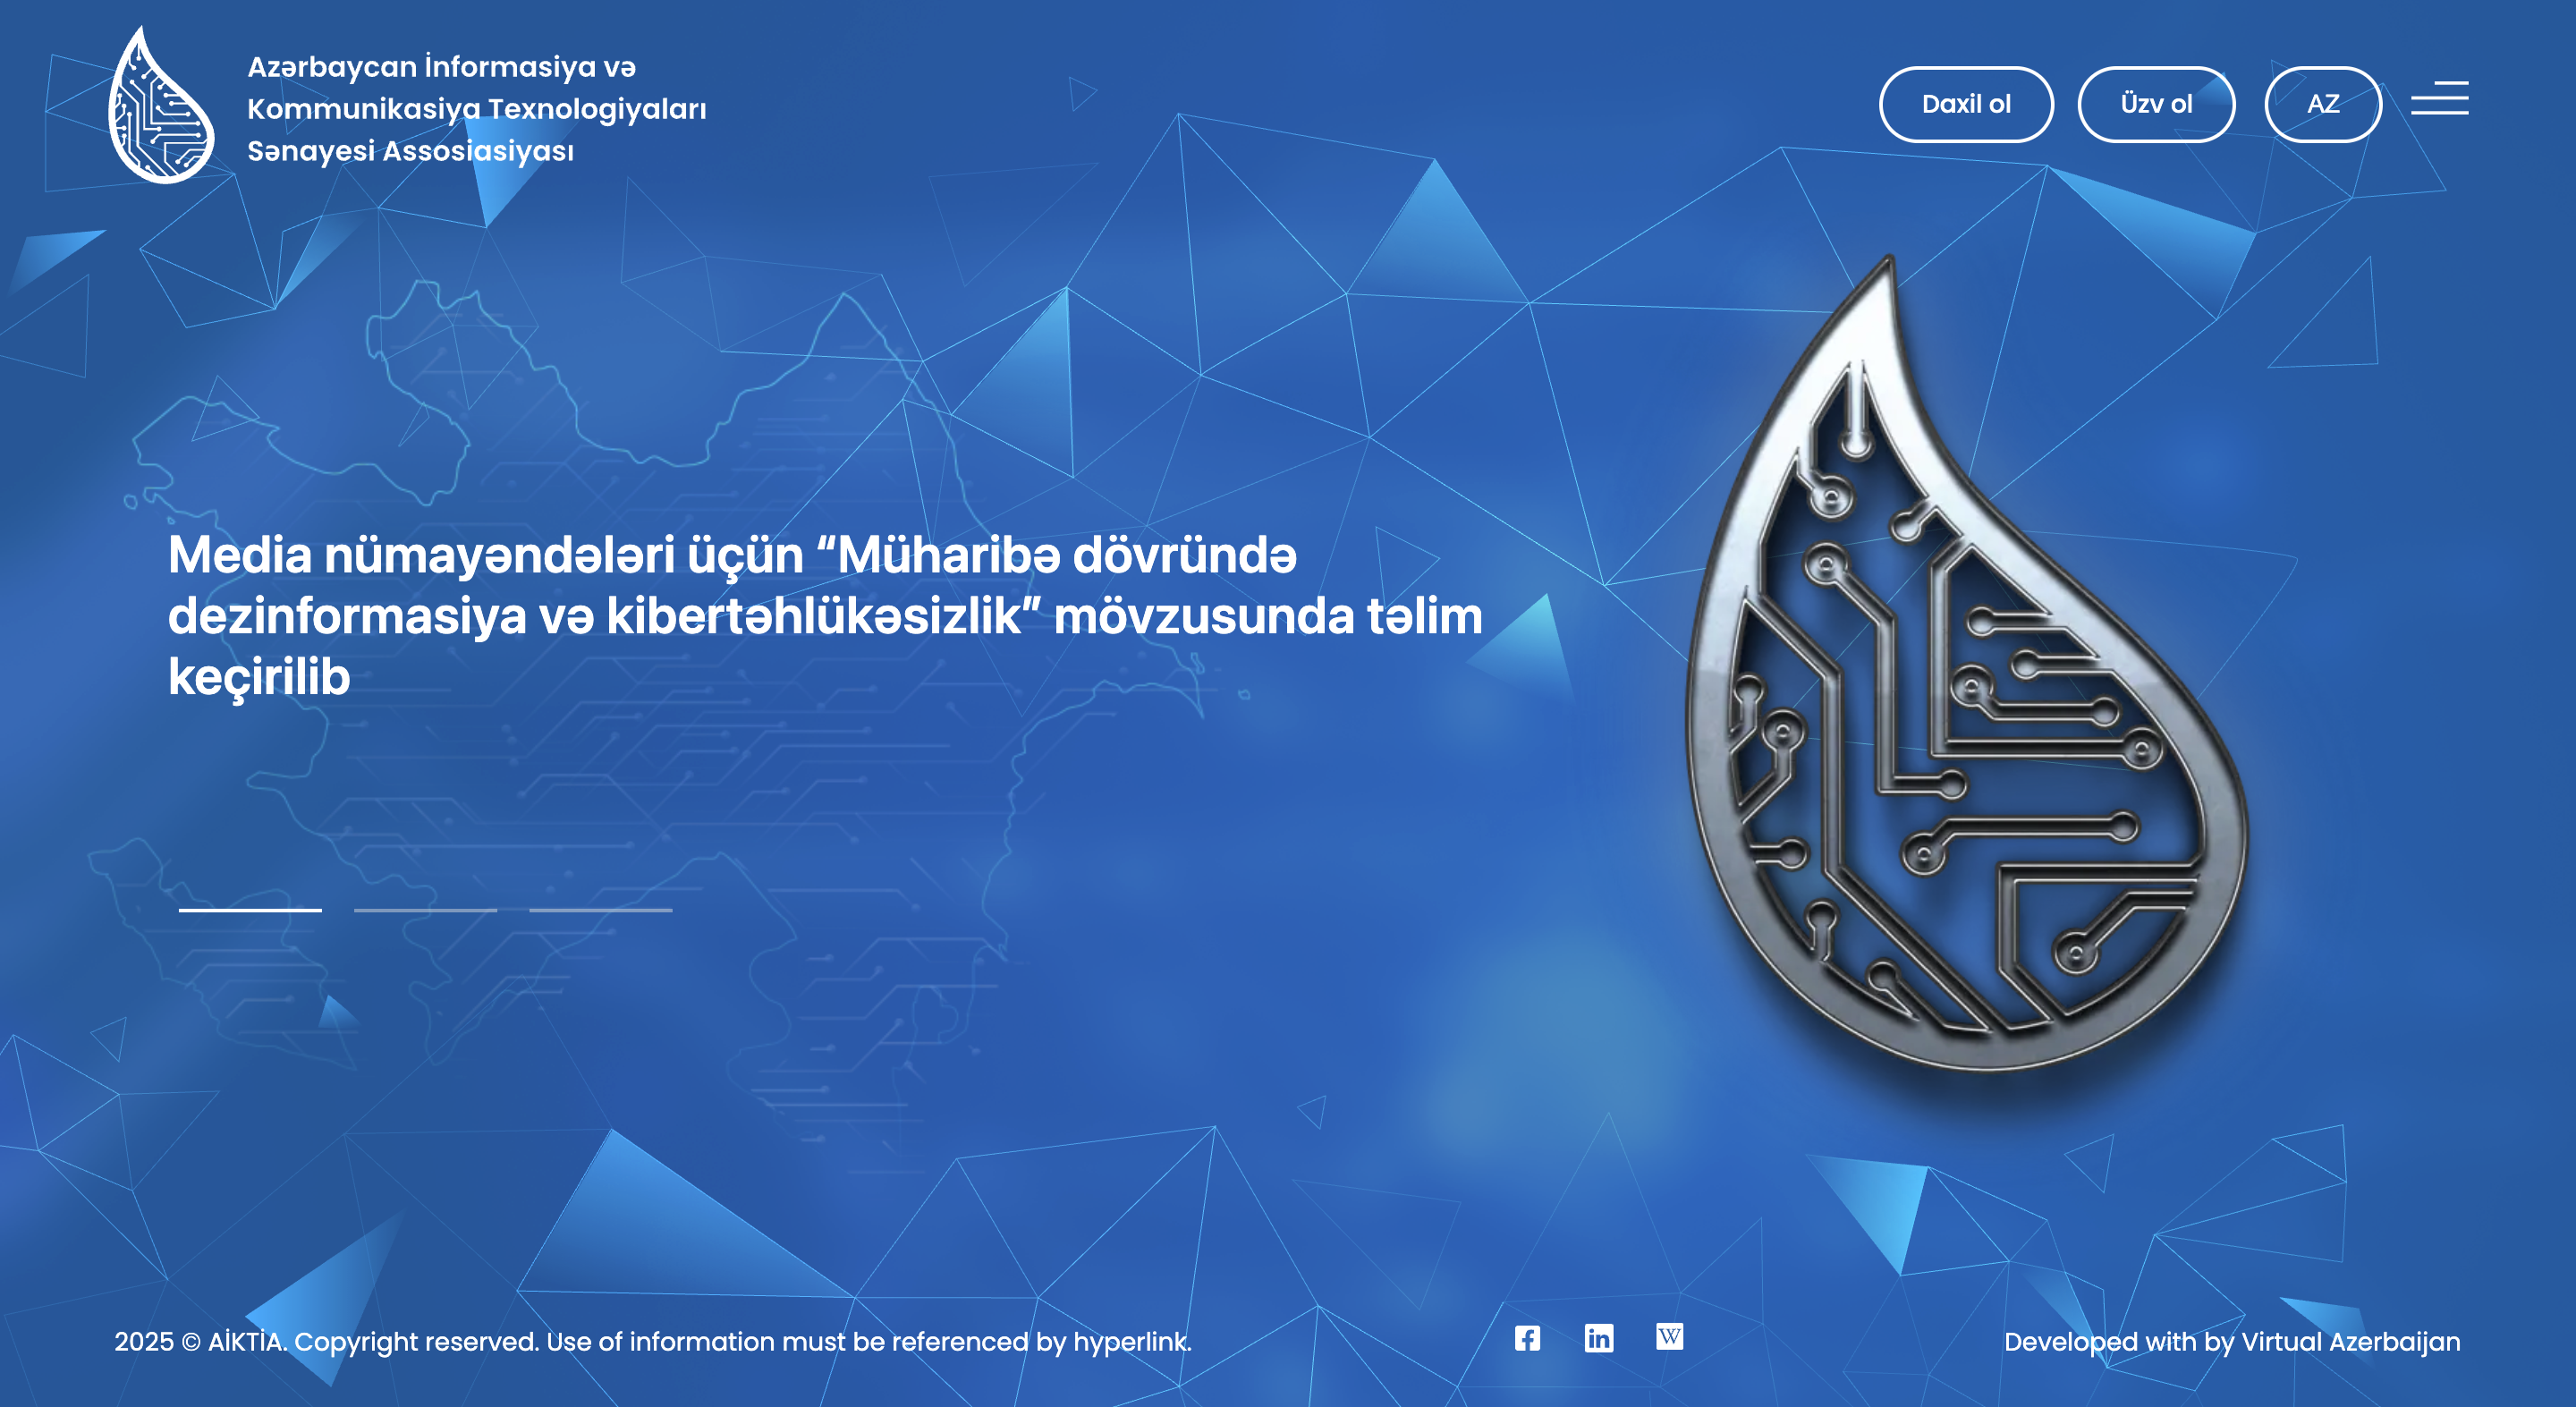 Azərbaycan İnformasiya və
Kommunikasiya Texnologiyaları
Sənayesi Assosiasiyası
Daxil ol
Üzv ol
AZ
Media nümayəndələri üçün “Müharibə dövründə
dezinformasiya və kibertəhlükəsizlik” mövzusunda təlim
keçirilib
2025 © AİKTİA. Copyright reserved. Use of information must be referenced by hyperlink.
Developed with by Virtual Azerbaijan